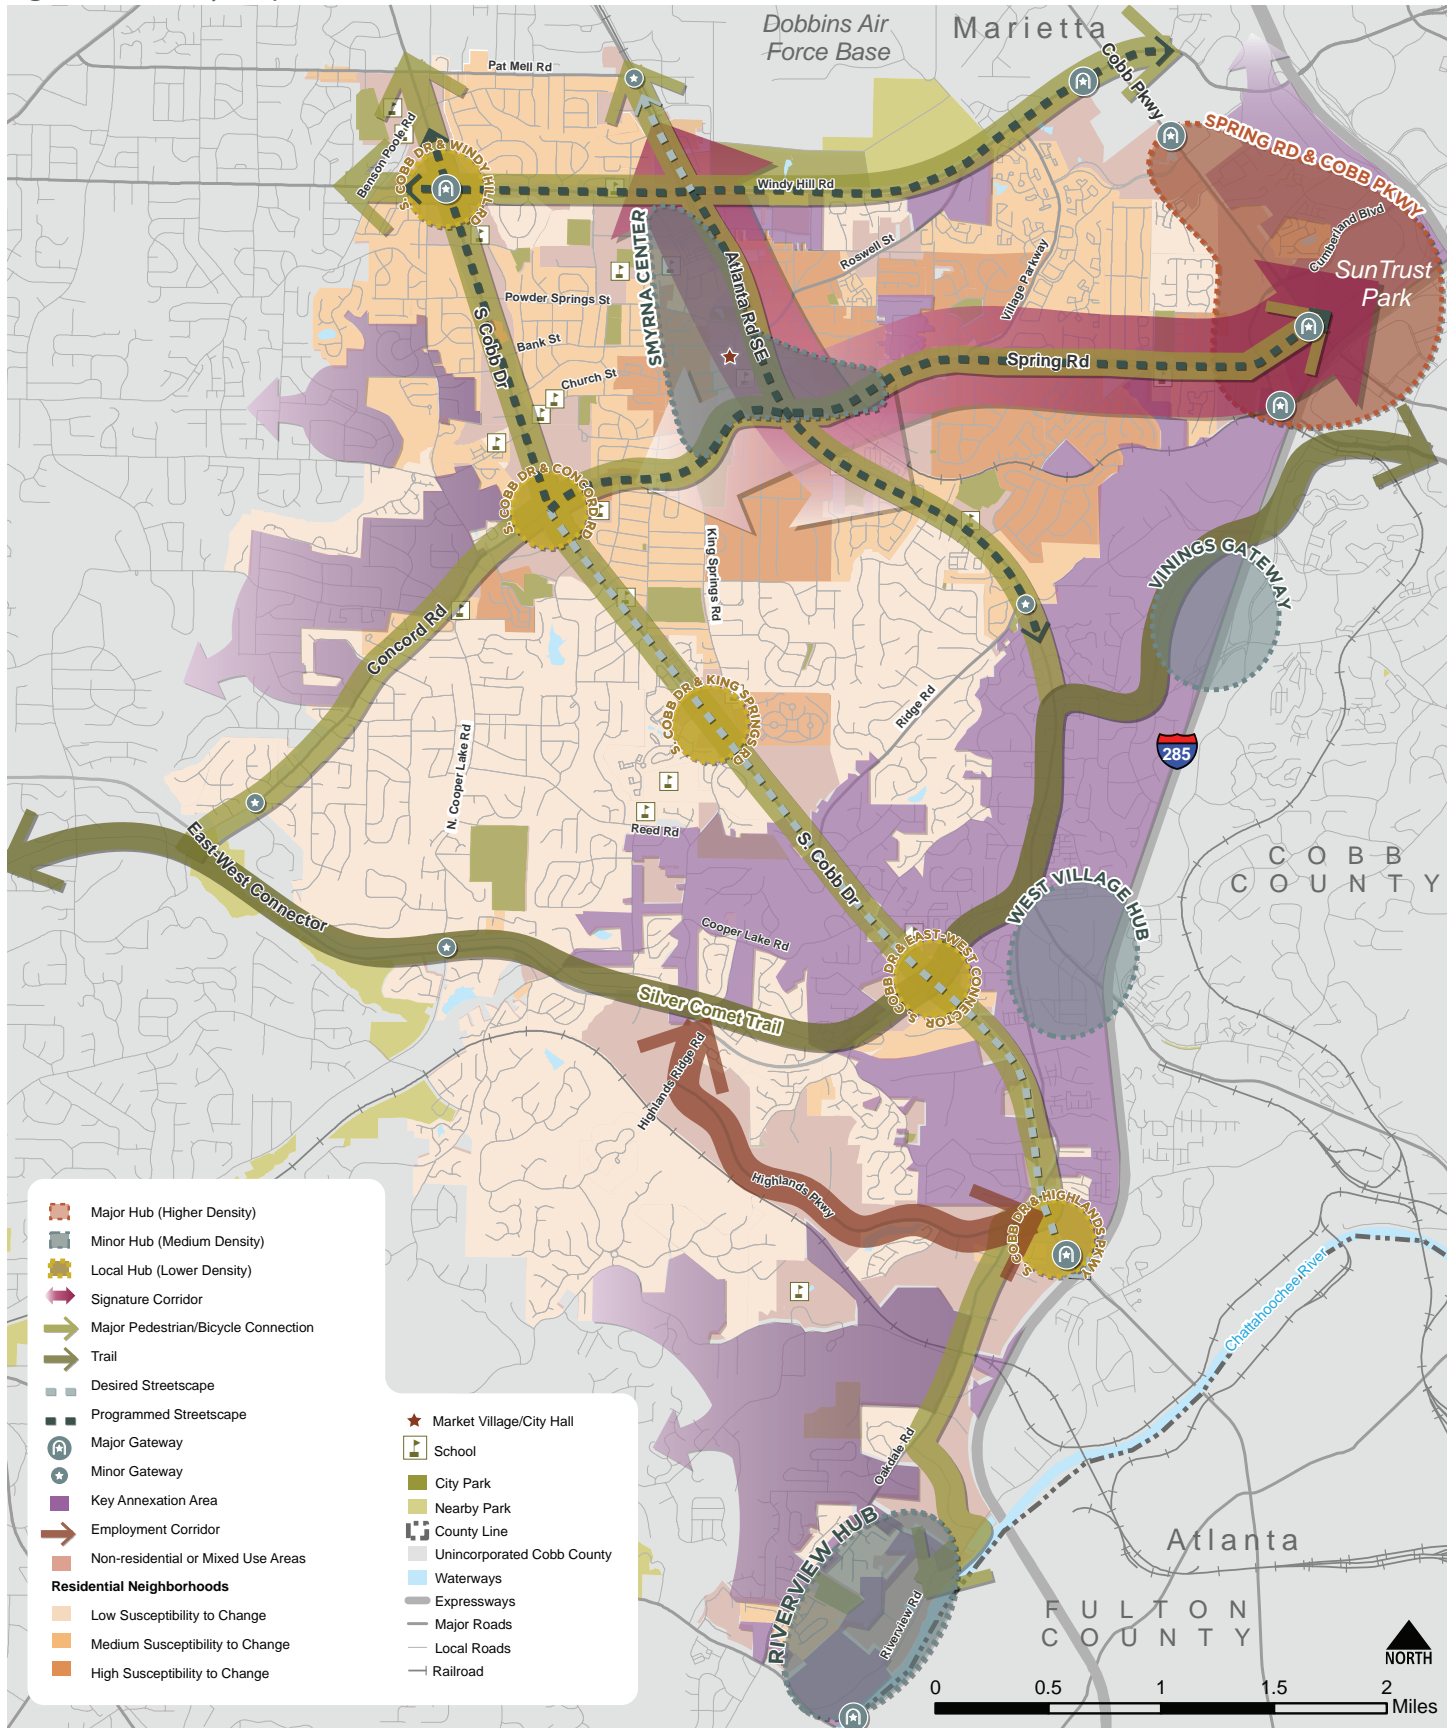 Dobbins Air
Force Base
Marietta
Pat Mell Rd
Cobb Pkwy
Benson Poole Rd
SPRING RD & COBB PKWY
S. COBB DR & WINDY HILL RD
Windy Hill Rd
Cumberland Blvd
SunTrust
Park
SMYRNA CENTER
Atlanta Rd SE
Roswell St
Village Parkway
Powder Springs St
S Cobb Dr
Bank St
Church St
Spring Rd
S. COBB DR & CONCORD RD
King Springs Rd
VININGS GATEWAY
Concord Rd
S. COBB DR & KING SPRINGS RD
Ridge Rd
285
N. Cooper Lake Rd
Reed Rd
East-West Connector
S. Cobb Dr
COBB
COUNTY
WEST VILLAGE HUB
Cooper Lake Rd
S. COBB DR & EAST-WEST CONNECTOR
Silver Comet Trail
Highlands Ridge Rd
Highlands Pkwy
S. COBB DR & HIGHLANDS PKWY
Chattahoochee River
Oakdale Rd
RIVERVIEW HUB
Riverview Rd
Atlanta
FULTON
COUNTY
Major Hub (Higher Density)
Minor Hub (Medium Density)
Local Hub (Lower Density)
Signature Corridor
Major Pedestrian/Bicycle Connection
Trail
Desired Streetscape
Programmed Streetscape
Major Gateway
Minor Gateway
Key Annexation Area
Employment Corridor
Non-residential or Mixed Use Areas
Residential Neighborhoods
Low Susceptibility to Change
Medium Susceptibility to Change
High Susceptibility to Change
Market Village/City Hall
School
City Park
Nearby Park
County Line
Unincorporated Cobb County
Waterways
Expressways
Major Roads
Local Roads
Railroad
NORTH
0 0.5 1 1.5 2
Miles